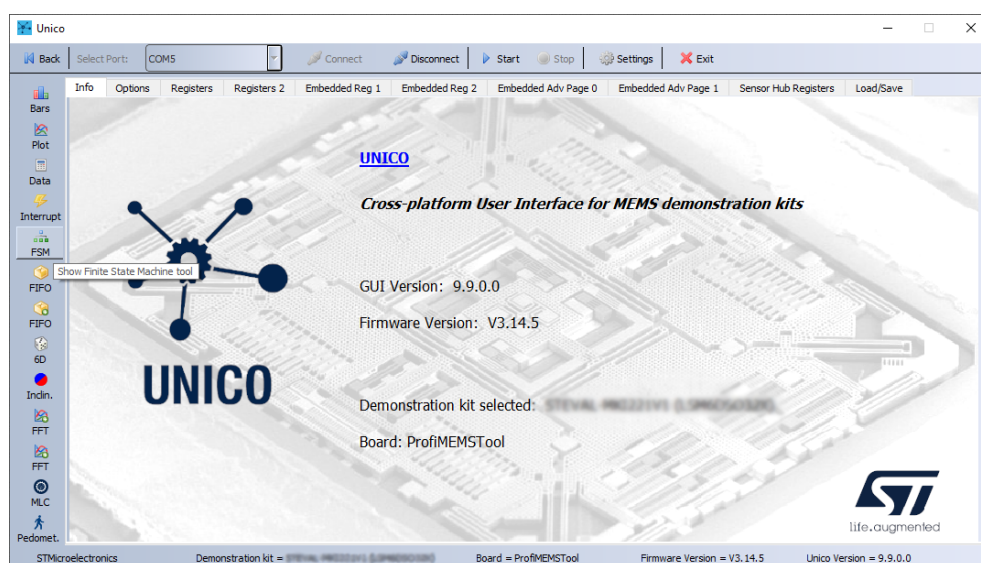 Unico
Back Select Port: COM5 Connect Disconnect Start Stop Settings Exit
Info Options Registers Registers 2 Embedded Reg 1 Embedded Reg 2 Embedded Adv Page 0 Embedded Adv Page 1 Sensor Hub Registers Load/Save
Bars
Plot
Data
Interrupt
FSM
Show Finite State Machine tool
FIFO
FIFO
6D
Inclin.
FFT
FFT
MLC
Pedomet.
UNICO
UNICO
Cross-platform User Interface for MEMS demonstration kits
GUI Version: 9.9.0.0
Firmware Version: V3.14.5
Demonstration kit selected:
Board: ProfiMEMSTool
ST
life.augmented
STMicroelectronics Demonstration kit = Board = ProfiMEMSTool Firmware Version = V3.14.5 Unico Version = 9.9.0.0